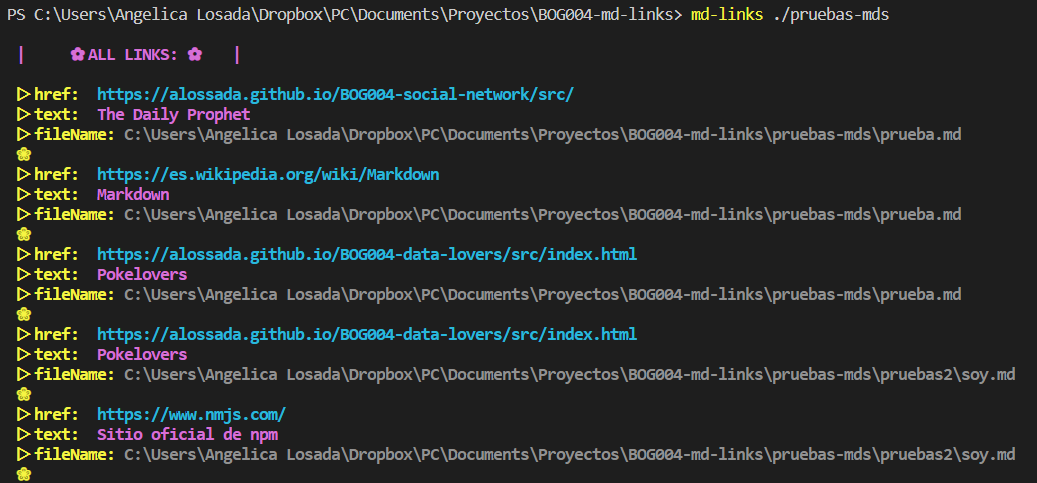 PS C:\Users\Angelica Losada\Dropbox\PC\Documents\Proyectos\BOG004-md-links> md-links ./pruebas-mds
| ✿ALL LINKS: ✿ |
▷href: https://alossada.github.io/BOG004-social-network/src/
▷text: The Daily Prophet
▷fileName: C:\Users\Angelica Losada\Dropbox\PC\Documents\Proyectos\BOG004-md-links\pruebas-mds\prueba.md
❀
▷href: https://es.wikipedia.org/wiki/Markdown
▷text: Markdown
▷fileName: C:\Users\Angelica Losada\Dropbox\PC\Documents\Proyectos\BOG004-md-links\pruebas-mds\prueba.md
❀
▷href: https://alossada.github.io/BOG004-data-lovers/src/index.html
▷text: Pokelovers
▷fileName: C:\Users\Angelica Losada\Dropbox\PC\Documents\Proyectos\BOG004-md-links\pruebas-mds\prueba.md
❀
▷href: https://alossada.github.io/BOG004-data-lovers/src/index.html
▷text: Pokelovers
▷fileName: C:\Users\Angelica Losada\Dropbox\PC\Documents\Proyectos\BOG004-md-links\pruebas-mds\pruebas2\soy.md
❀
▷href: https://www.nmjs.com/
▷text: Sitio oficial de npm
▷fileName: C:\Users\Angelica Losada\Dropbox\PC\Documents\Proyectos\BOG004-md-links\pruebas-mds\pruebas2\soy.md
❀